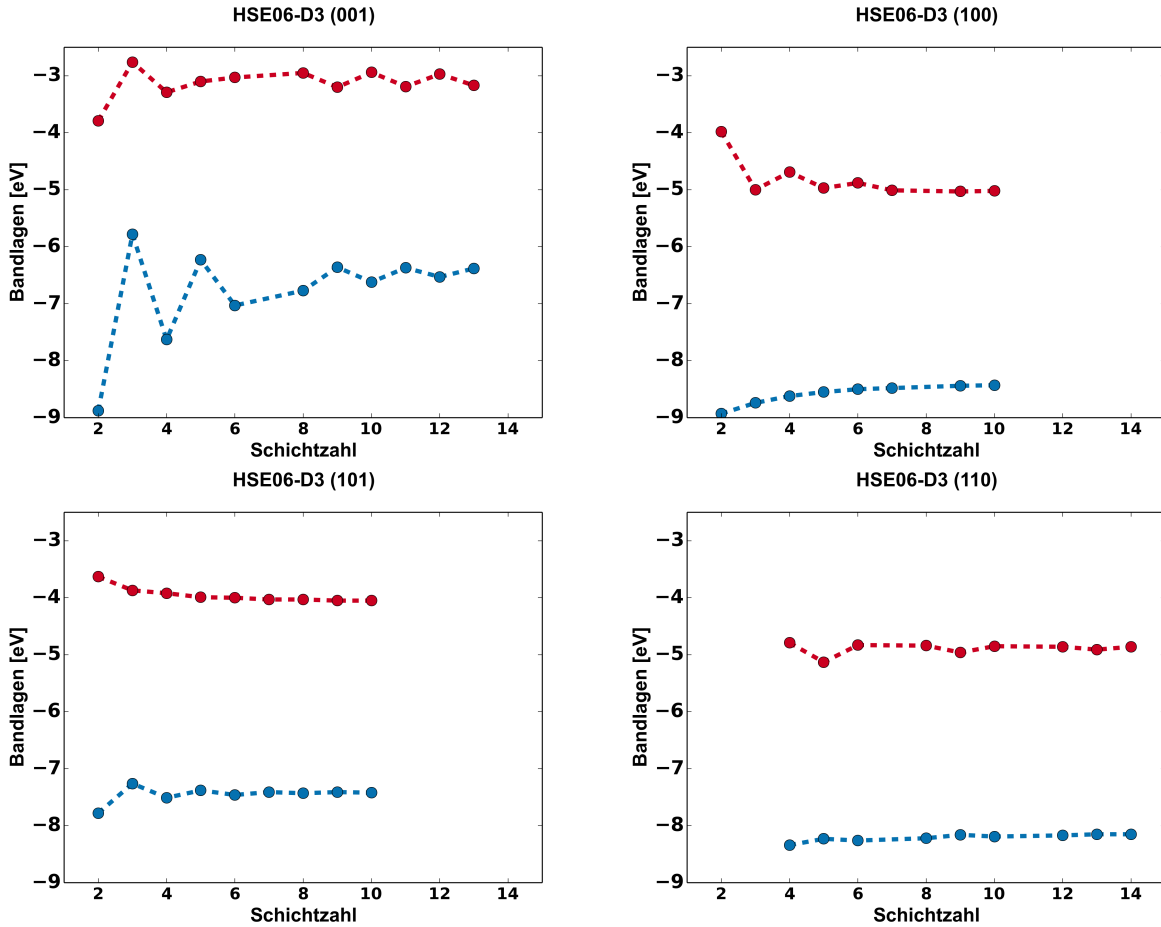 HSE06-D3 (001)
−3
−4
−5
−6
−7
−8
−9
Bandlagen [eV]
2 4 6 8 10 12 14
Schichtzahl
HSE06-D3 (100)
−3
−4
−5
−6
−7
−8
−9
Bandlagen [eV]
2 4 6 8 10 12 14
Schichtzahl
HSE06-D3 (101)
−3
−4
−5
−6
−7
−8
−9
Bandlagen [eV]
2 4 6 8 10 12 14
Schichtzahl
HSE06-D3 (110)
−3
−4
−5
−6
−7
−8
−9
Bandlagen [eV]
2 4 6 8 10 12 14
Schichtzahl